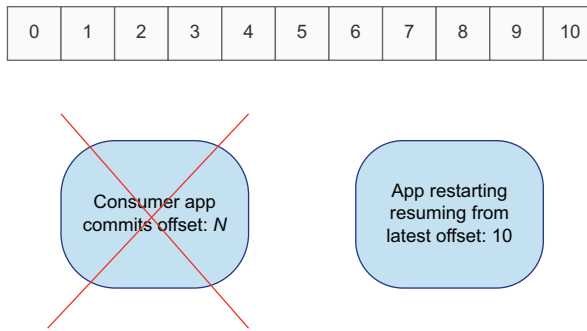 0 1 2 3 4 5 6 7 8 9 10
Consumer app
commits offset: N
App restarting
resuming from
latest offset: 10